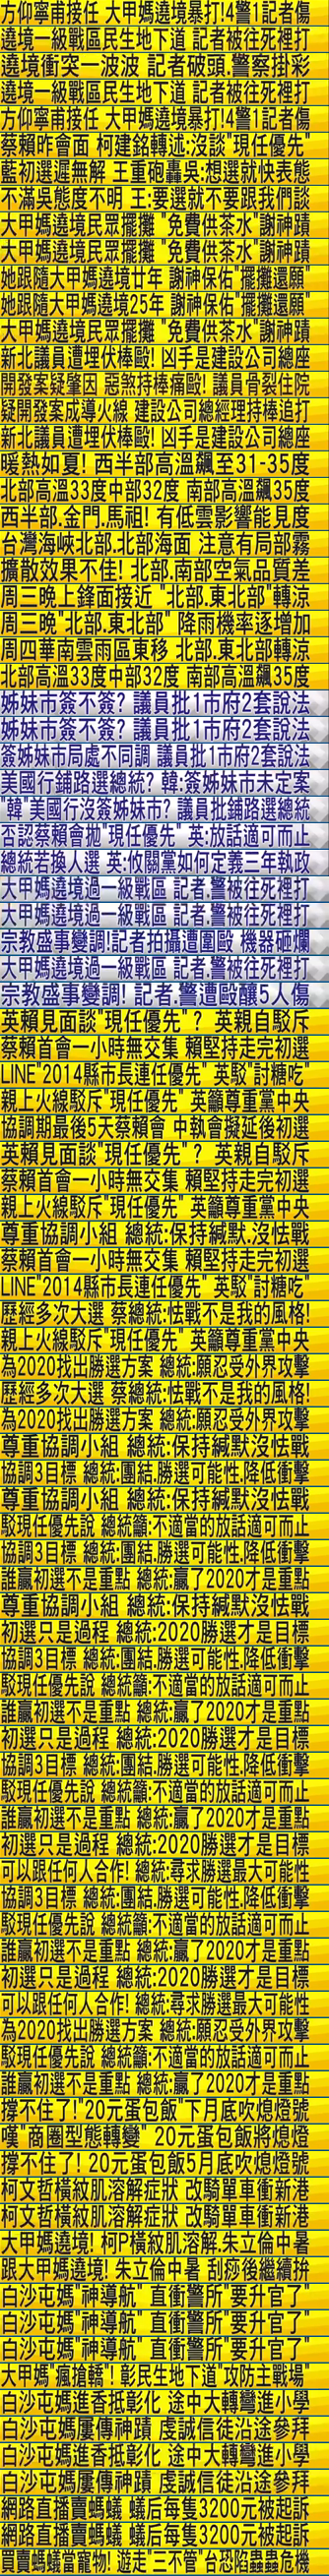 方仰寧甫接任 大甲媽遶境暴打!4警1記者傷
遶境一級戰區民生地下道 記者被往死裡打
遶境衝突一波波 記者破頭.警察掛彩
遶境一級戰區民生地下道 記者被往死裡打
方仰寧甫接任 大甲媽遶境暴打!4警1記者傷
蔡賴昨會面 柯建銘轉述:沒談"現任優先"
藍初選遲無解 王重砲轟吳:想選就快表態
不滿吳態度不明 王:要選就不要跟我們談
大甲媽遶境民眾擺攤 "免費供茶水"謝神蹟
大甲媽遶境民眾擺攤 "免費供茶水"謝神蹟
她跟隨大甲媽遶境廿年 謝神保佑"擺攤還願"
她跟隨大甲媽遶境25年 謝神保佑"擺攤還願"
大甲媽遶境民眾擺攤 "免費供茶水"謝神蹟
新北議員遭埋伏棒毆! 凶手是建設公司總座
開發案疑肇因 惡煞持棒痛毆! 議員骨裂住院
疑開發案成導火線 建設公司總經理持棒追打
新北議員遭埋伏棒毆! 凶手是建設公司總座
暖熱如夏! 西半部高溫飆至31-35度
北部高溫33度中部32度 南部高溫飆35度
西半部.金門.馬祖! 有低雲影響能見度
台灣海峽北部.北部海面 注意有局部霧
擴散效果不佳! 北部.南部空氣品質差
周三晚上鋒面接近 "北部.東北部"轉涼
周三晚"北部.東北部" 降雨機率逐增加
周四華南雲雨區東移 北部.東北部轉涼
北部高溫33度中部32度 南部高溫飆35度
姊妹市簽不簽? 議員批1市府2套說法
姊妹市簽不簽? 議員批1市府2套說法
簽姊妹市局處不同調 議員批1市府2套說法
美國行鋪路選總統? 韓:簽姊妹市未定案
"韓"美國行沒簽姊妹市? 議員批鋪路選總統
否認蔡賴會拋"現任優先" 英:放話適可而止
總統若換人選 英:攸關黨如何定義三年執政
大甲媽遶境過一級戰區 記者.警被往死裡打
大甲媽遶境過一級戰區 記者.警被往死裡打
宗教盛事變調!記者拍攝遭圍毆 機器砸爛
大甲媽遶境過一級戰區 記者.警被往死裡打
宗教盛事變調! 記者.警遭毆釀5人傷
英賴見面談"現任優先"? 英親自駁斥
蔡賴首會一小時無交集 賴堅持走完初選
LINE"2014縣市長連任優先" 英駁"討糖吃"
親上火線駁斥"現任優先" 英籲尊重黨中央
協調期最後5天蔡賴會 中執會擬延後初選
英賴見面談"現任優先"? 英親自駁斥
蔡賴首會一小時無交集 賴堅持走完初選
親上火線駁斥"現任優先" 英籲尊重黨中央
尊重協調小組 總統:保持緘默.沒怯戰
蔡賴首會一小時無交集 賴堅持走完初選
LINE"2014縣市長連任優先" 英駁"討糖吃"
歷經多次大選 蔡總統:怯戰不是我的風格!
親上火線駁斥"現任優先" 英籲尊重黨中央
為2020找出勝選方案 總統:願忍受外界攻擊
歷經多次大選 蔡總統:怯戰不是我的風格!
為2020找出勝選方案 總統:願忍受外界攻擊
尊重協調小組 總統:保持緘默沒怯戰
協調3目標 總統:團結.勝選可能性.降低衝擊
尊重協調小組 總統:保持緘默沒怯戰
駁現任優先說 總統籲:不適當的放話適可而止
協調3目標 總統:團結.勝選可能性.降低衝擊
誰贏初選不是重點 總統:贏了2020才是重點
尊重協調小組 總統:保持緘默沒怯戰
初選只是過程 總統:2020勝選才是目標
協調3目標 總統:團結.勝選可能性.降低衝擊
駁現任優先說 總統籲:不適當的放話適可而止
誰贏初選不是重點 總統:贏了2020才是重點
初選只是過程 總統:2020勝選才是目標
協調3目標 總統:團結.勝選可能性.降低衝擊
駁現任優先說 總統籲:不適當的放話適可而止
誰贏初選不是重點 總統:贏了2020才是重點
初選只是過程 總統:2020勝選才是目標
可以跟任何人合作! 總統:尋求勝選最大可能性
協調3目標 總統:團結.勝選可能性.降低衝擊
駁現任優先說 總統籲:不適當的放話適可而止
誰贏初選不是重點 總統:贏了2020才是重點
初選只是過程 總統:2020勝選才是目標
可以跟任何人合作! 總統:尋求勝選最大可能性
為2020找出勝選方案 總統:願忍受外界攻擊
駁現任優先說 總統籲:不適當的放話適可而止
誰贏初選不是重點 總統:贏了2020才是重點
撐不住了!"20元蛋包飯"下月底吹熄燈號
嘆"商圈型態轉變" 20元蛋包飯將熄燈
撐不住了! 20元蛋包飯5月底吹熄燈號
柯文哲橫紋肌溶解症狀 改騎單車衝新港
柯文哲橫紋肌溶解症狀 改騎單車衝新港
大甲媽遶境! 柯P橫紋肌溶解.朱立倫中暑
跟大甲媽遶境! 朱立倫中暑 刮痧後繼續拚
白沙屯媽"神導航" 直衝警所"要升官了"
白沙屯媽"神導航" 直衝警所"要升官了"
白沙屯媽"神導航" 直衝警所"要升官了"
大甲媽"瘋搶轎"! 彰民生地下道"攻防主戰場"
白沙屯媽進香抵彰化 途中大轉彎進小學
白沙屯媽屢傳神蹟 虔誠信徒沿途參拜
白沙屯媽進香抵彰化 途中大轉彎進小學
白沙屯媽屢傳神蹟 虔誠信徒沿途參拜
網路直播賣螞蟻 蟻后每隻3200元被起訴
網路直播賣螞蟻 蟻后每隻3200元被起訴
買賣螞蟻當寵物! 遊走"三不管"台恐陷蟲蟲危機